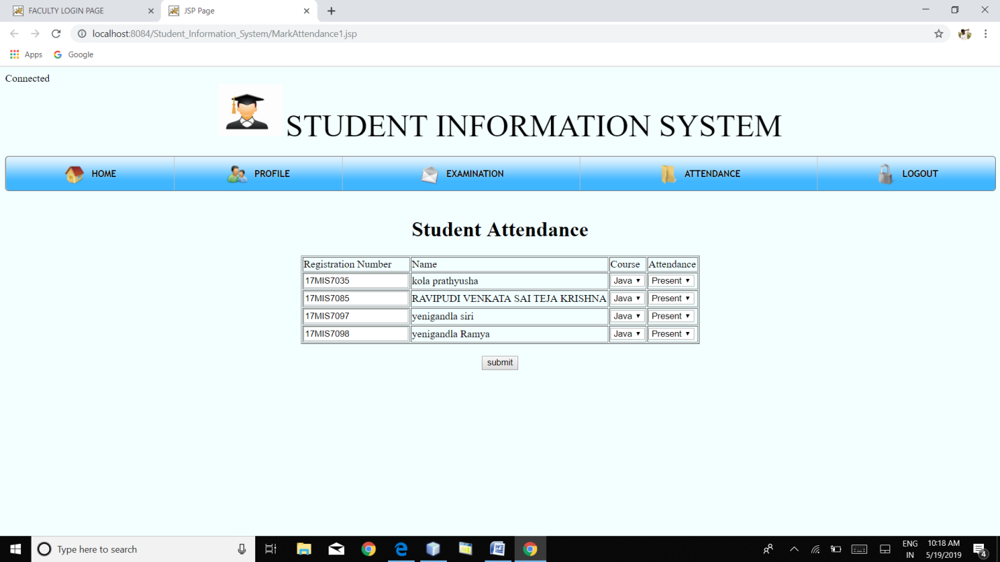 FACULTY LOGIN PAGE
JSP Page
localhost:8084/Student_Information_System/MarkAttendance1.jsp
Apps Google
Connected
STUDENT INFORMATION SYSTEM
HOME PROFILE EXAMINATION ATTENDANCE LOGOUT
Student Attendance
Registration Number Name Course Attendance
17MIS7035 kola prathyusha Java Present
17MIS7085 RAVIPUDI VENKATA SAI TEJA KRISHNA Java Present
17MIS7097 yenigandla siri Java Present
17MIS7098 yenigandla Ramya Java Present
submit
Type here to search
ENG 10:18 AM
IN 5/19/2019 4